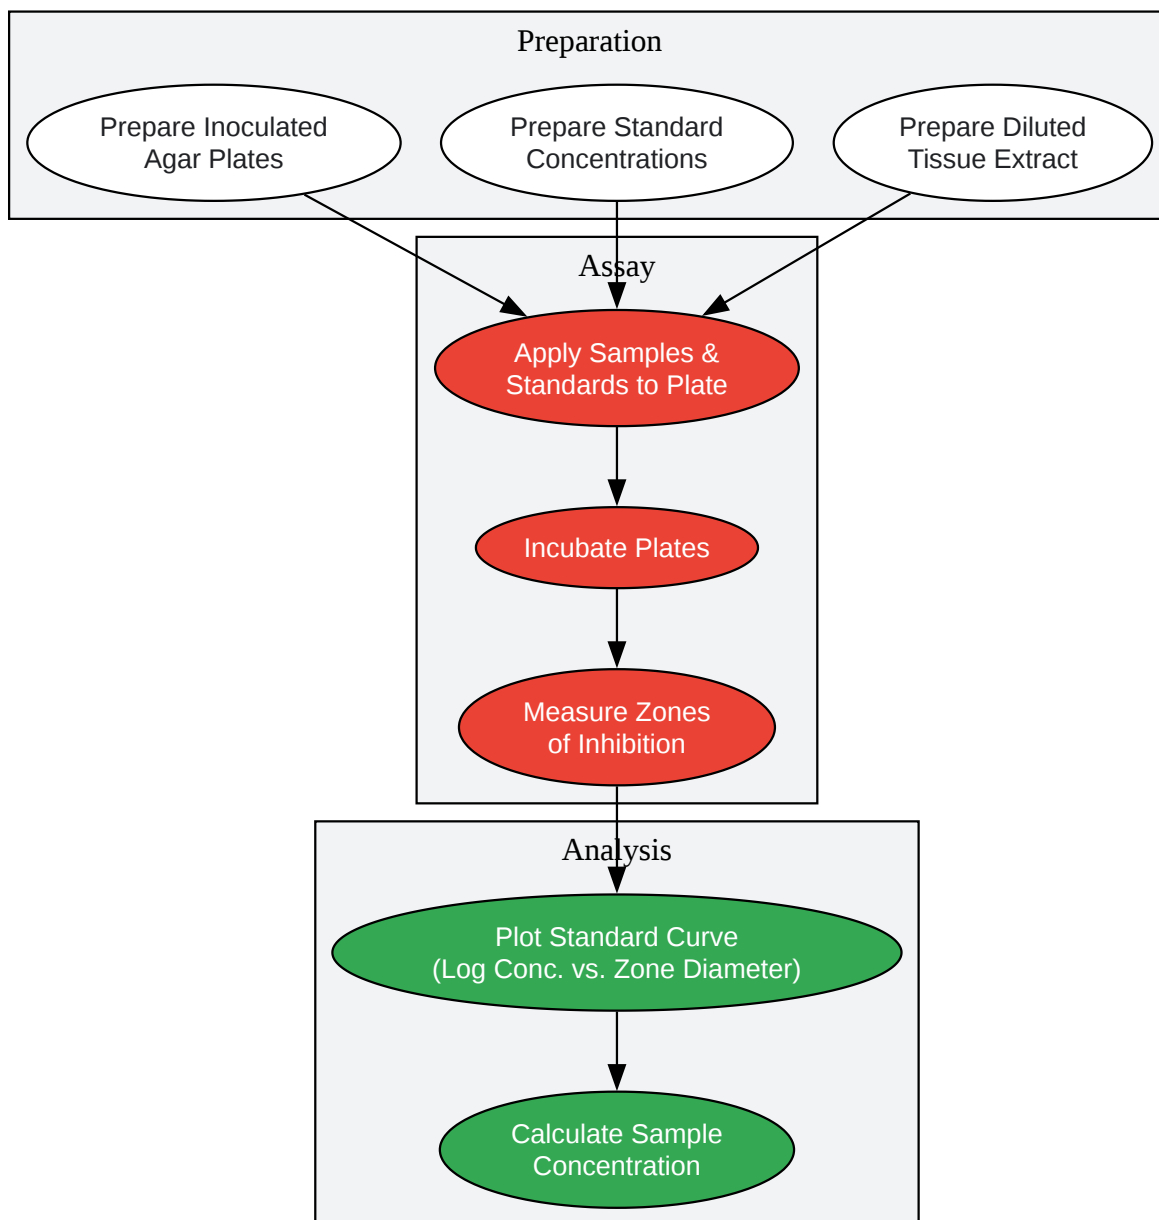 Preparation
Prepare Inoculated
Agar Plates
Prepare Standard
Concentrations
Prepare Diluted
Tissue Extract
Assay
Apply Samples &
Standards to Plate
Incubate Plates
Measure Zones
of Inhibition
Analysis
Plot Standard Curve
(Log Conc. vs. Zone Diameter)
Calculate Sample
Concentration